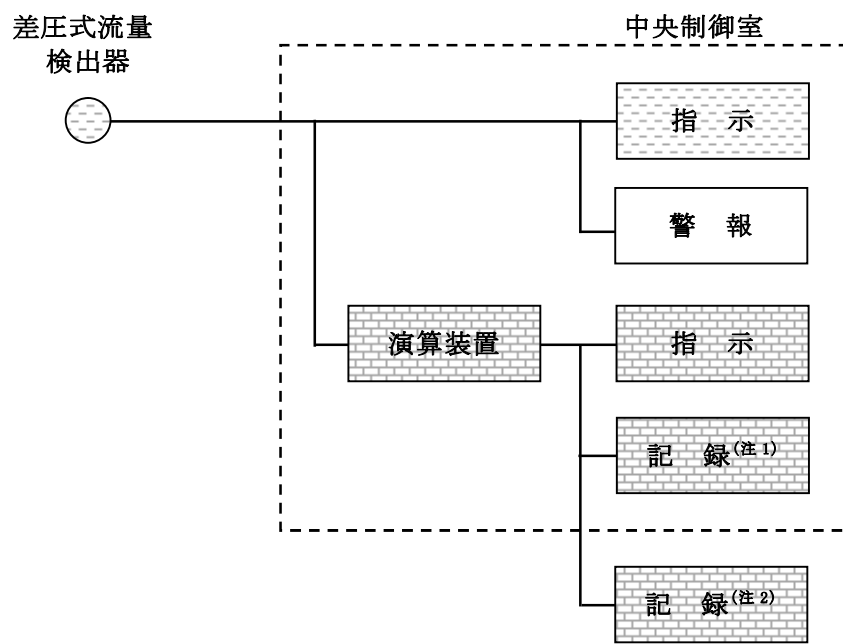 差圧式流量
検出器
中央制御室
指 示
警 報
演算装置
指 示
記 録(注1)
記 録(注2)